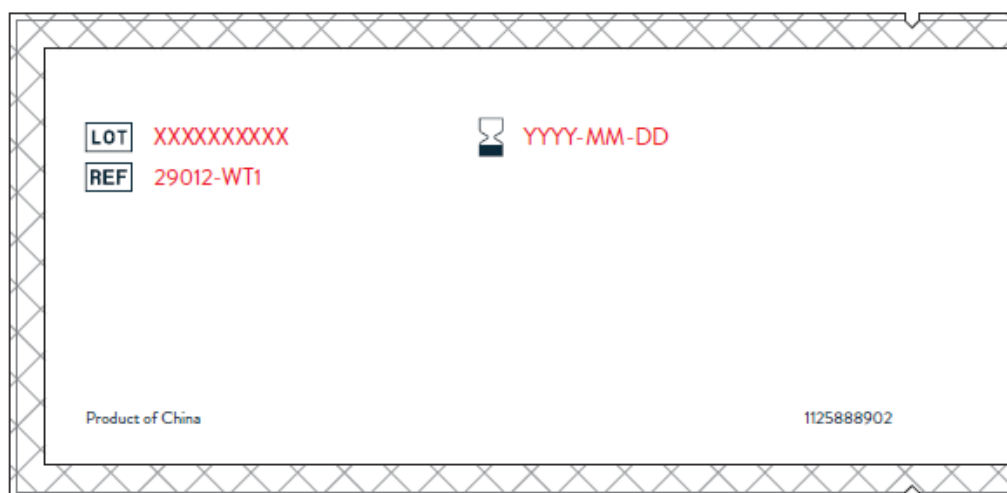 LOT XXXXXXXXXX YYYY-MM-DD
REF 29012-WT1
Product of China 1125888902